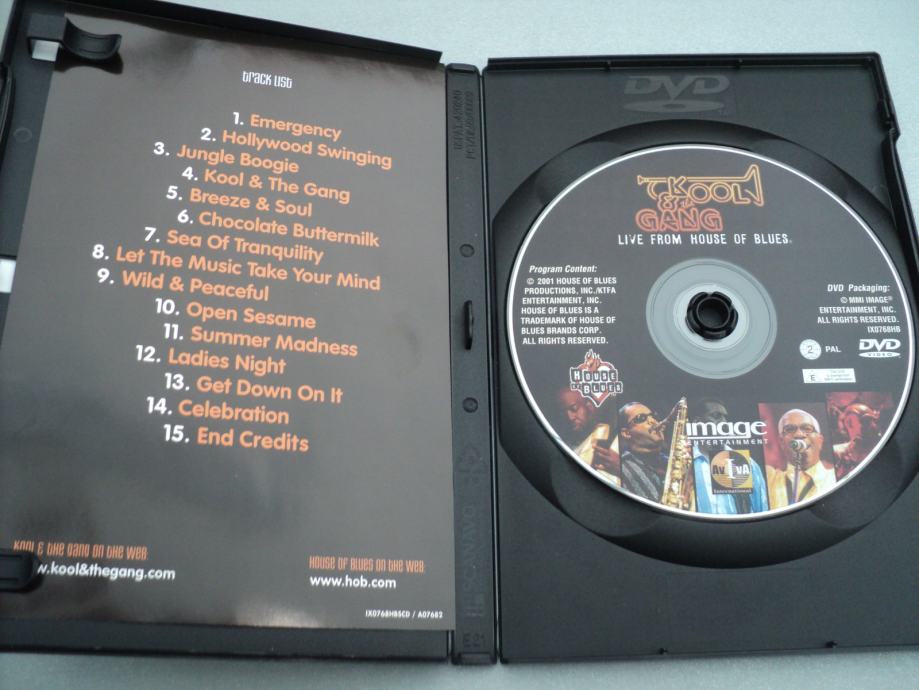 track list
1. Emergency
2. Hollywood Swinging
3. Jungle Boogie
4. Kool & The Gang
5. Breeze & Soul
6. Chocolate Buttermilk
7. Sea Of Tranquility
8. Let The Music Take Your Mind
9. Wild & Peaceful
10. Open Sesame
11. Summer Madness
12. Ladies Night
13. Get Down On It
14. Celebration
15. End Credits
KOOL & THE GANG ON THE WEB:
w.kool&thegang.com
HOUSE OF BLUES ON THE WEB:
www.hob.com
IX0768HBSCD / A07682
DVD
KOOL
& THE
GANG
LIVE FROM HOUSE OF BLUES®
Program Content:
© 2001 HOUSE OF BLUES
PRODUCTIONS, INC./KTFA
ENTERTAINMENT, INC.
HOUSE OF BLUES IS A
TRADEMARK OF HOUSE OF
BLUES BRANDS CORP.
ALL RIGHTS RESERVED.
DVD Packaging:
© MMI IMAGE®
ENTERTAINMENT, INC.
ALL RIGHTS RESERVED.
IX0768HB
2 PAL DVD
VIDEO
E
HOUSE
OF BLUES
image
ENTERTAINMENT
AvivA
International